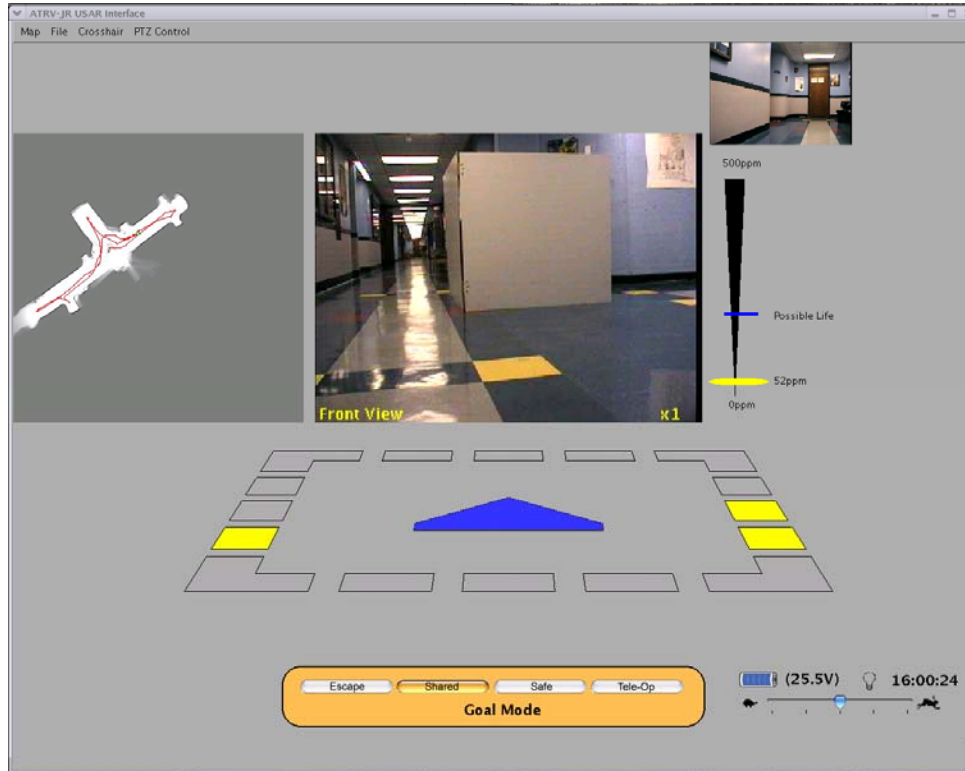 ATRV-JR USAR Interface
Map File Crosshair PTZ Control
500ppm
Possible Life
52ppm
0ppm
Front View x1
Escape Shared Safe Tele-Op
Goal Mode
(25.5V) 16:00:24